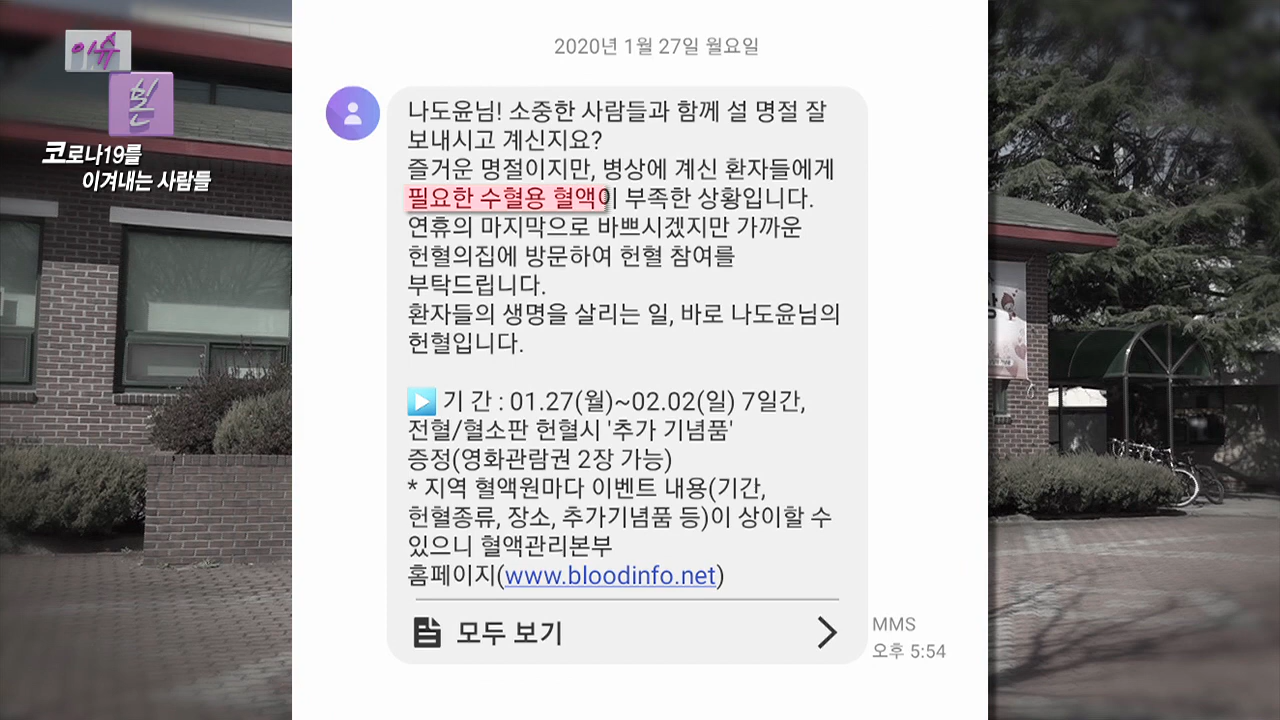 이슈
본
코로나19를
이겨내는 사람들
2020년 1월 27일 월요일
나도윤님! 소중한 사람들과 함께 설 명절 잘
보내시고 계신지요?
즐거운 명절이지만, 병상에 계신 환자들에게
필요한 수혈용 혈액이 부족한 상황입니다.
연휴의 마지막으로 바쁘시겠지만 가까운
헌혈의집에 방문하여 헌혈 참여를
부탁드립니다.
환자들의 생명을 살리는 일, 바로 나도윤님의
헌혈입니다.
▶ 기 간 : 01.27(월)~02.02(일) 7일간,
전혈/혈소판 헌혈시 '추가 기념품'
증정(영화관람권 2장 가능)
* 지역 혈액원마다 이벤트 내용(기간,
헌혈종류, 장소, 추가기념품 등)이 상이할 수
있으니 혈액관리본부
홈페이지(www.bloodinfo.net)
모두 보기
MMS
오후 5:54